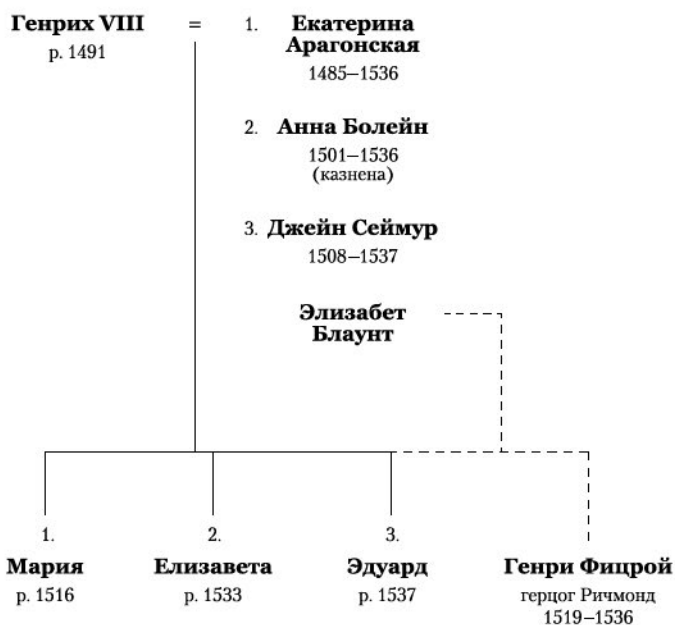 Генрих VIII = 1. Екатерина
Арагонская
р. 1491
1485–1536
2. Анна Болейн
1501–1536
(казнена)
3. Джейн Сеймур
1508–1537
Элизабет
Блаунт
1. 2. 3.
Мария Елизавета Эдуард Генри Фицрой
р. 1516 р. 1533 р. 1537 герцог Ричмонд
1519–1536